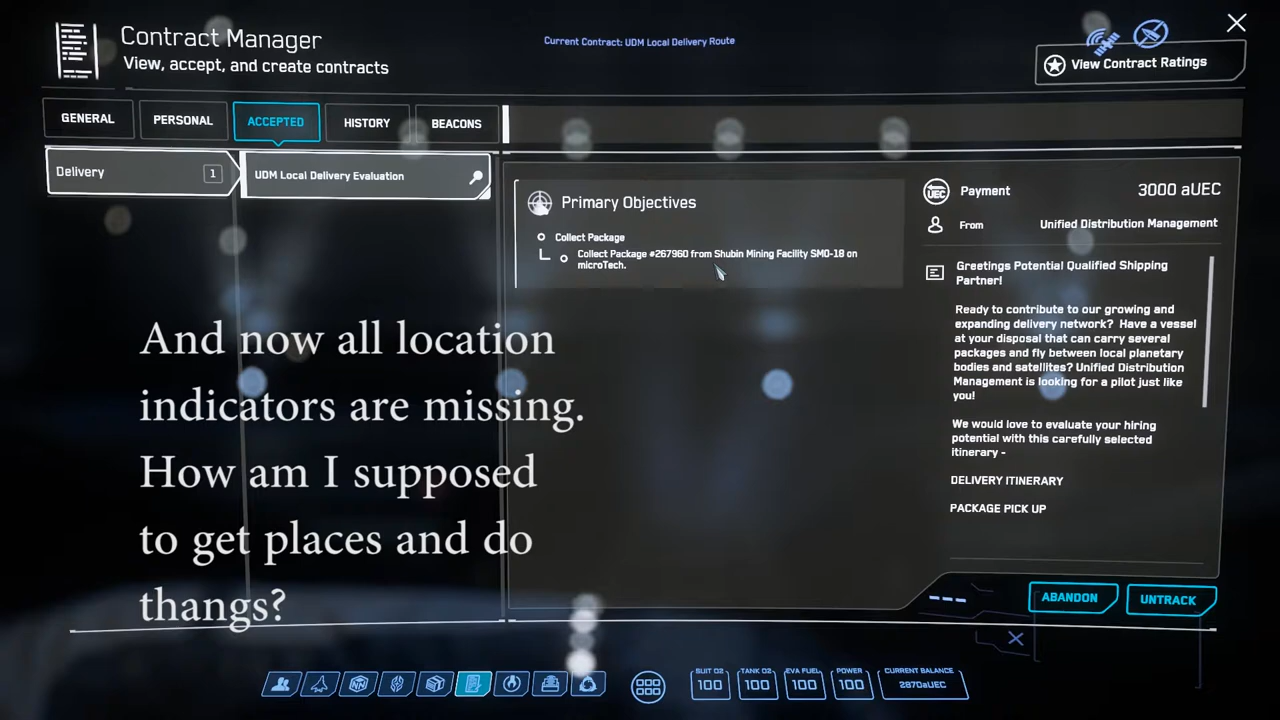 Contract Manager
View, accept, and create contracts
Current Contract: UDM Local Delivery Route
View Contract Ratings
GENERAL
PERSONAL
ACCEPTED
HISTORY
BEACONS
Delivery
1
UDM Local Delivery Evaluation
Primary Objectives
Collect Package
Collect Package #267960 from Shubin Mining Facility SM0-18 on
microTech.
UEC
Payment
3000 aUEC
From
Unified Distribution Management
Greetings Potential Qualified Shipping
Partner!
Ready to contribute to our growing and
expanding delivery network? Have a vessel
at your disposal that can carry several
packages and fly between local planetary
bodies and satellites? Unified Distribution
Management is looking for a pilot just like
you!
We would love to evaluate your hiring
potential with this carefully selected
itinerary -
DELIVERY ITINERARY
PACKAGE PICK UP
And now all location
indicators are missing.
How am I supposed
to get places and do
thangs?
ABANDON
UNTRACK
SUIT O2
100
TANK O2
100
EVA FUEL
100
POWER
100
CURRENT BALANCE
2870aUEC